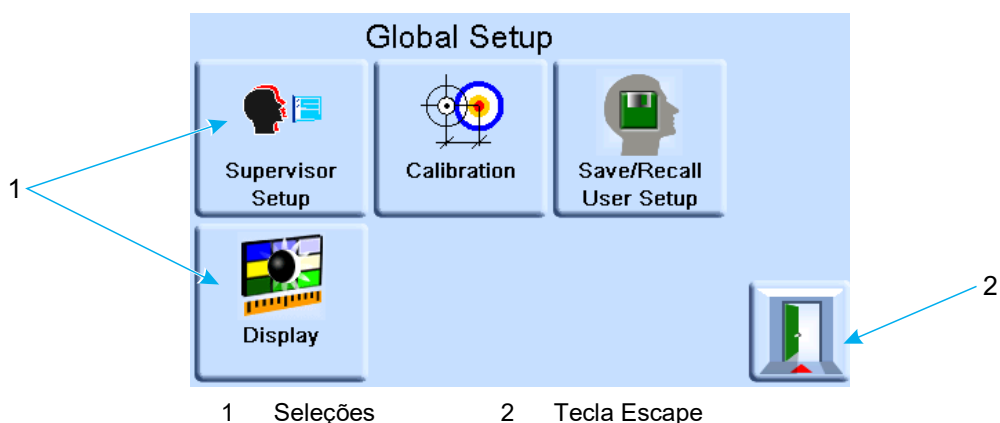 Global Setup
Supervisor
Setup
Calibration
Save/Recall
User Setup
1
Display
2
1 Seleções 2 Tecla Escape